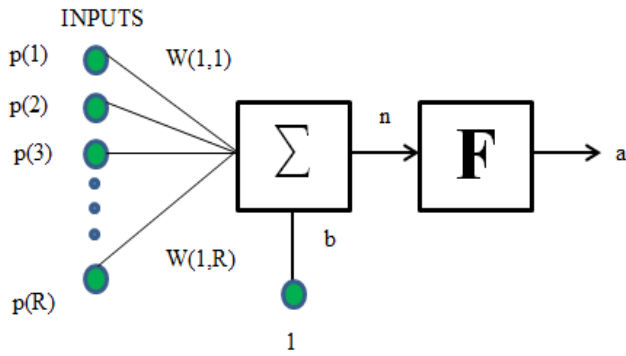 INPUTS
p(1)
W(1,1)
p(2)
n
p(3)
Σ
F
a
b
W(1,R)
p(R)
1